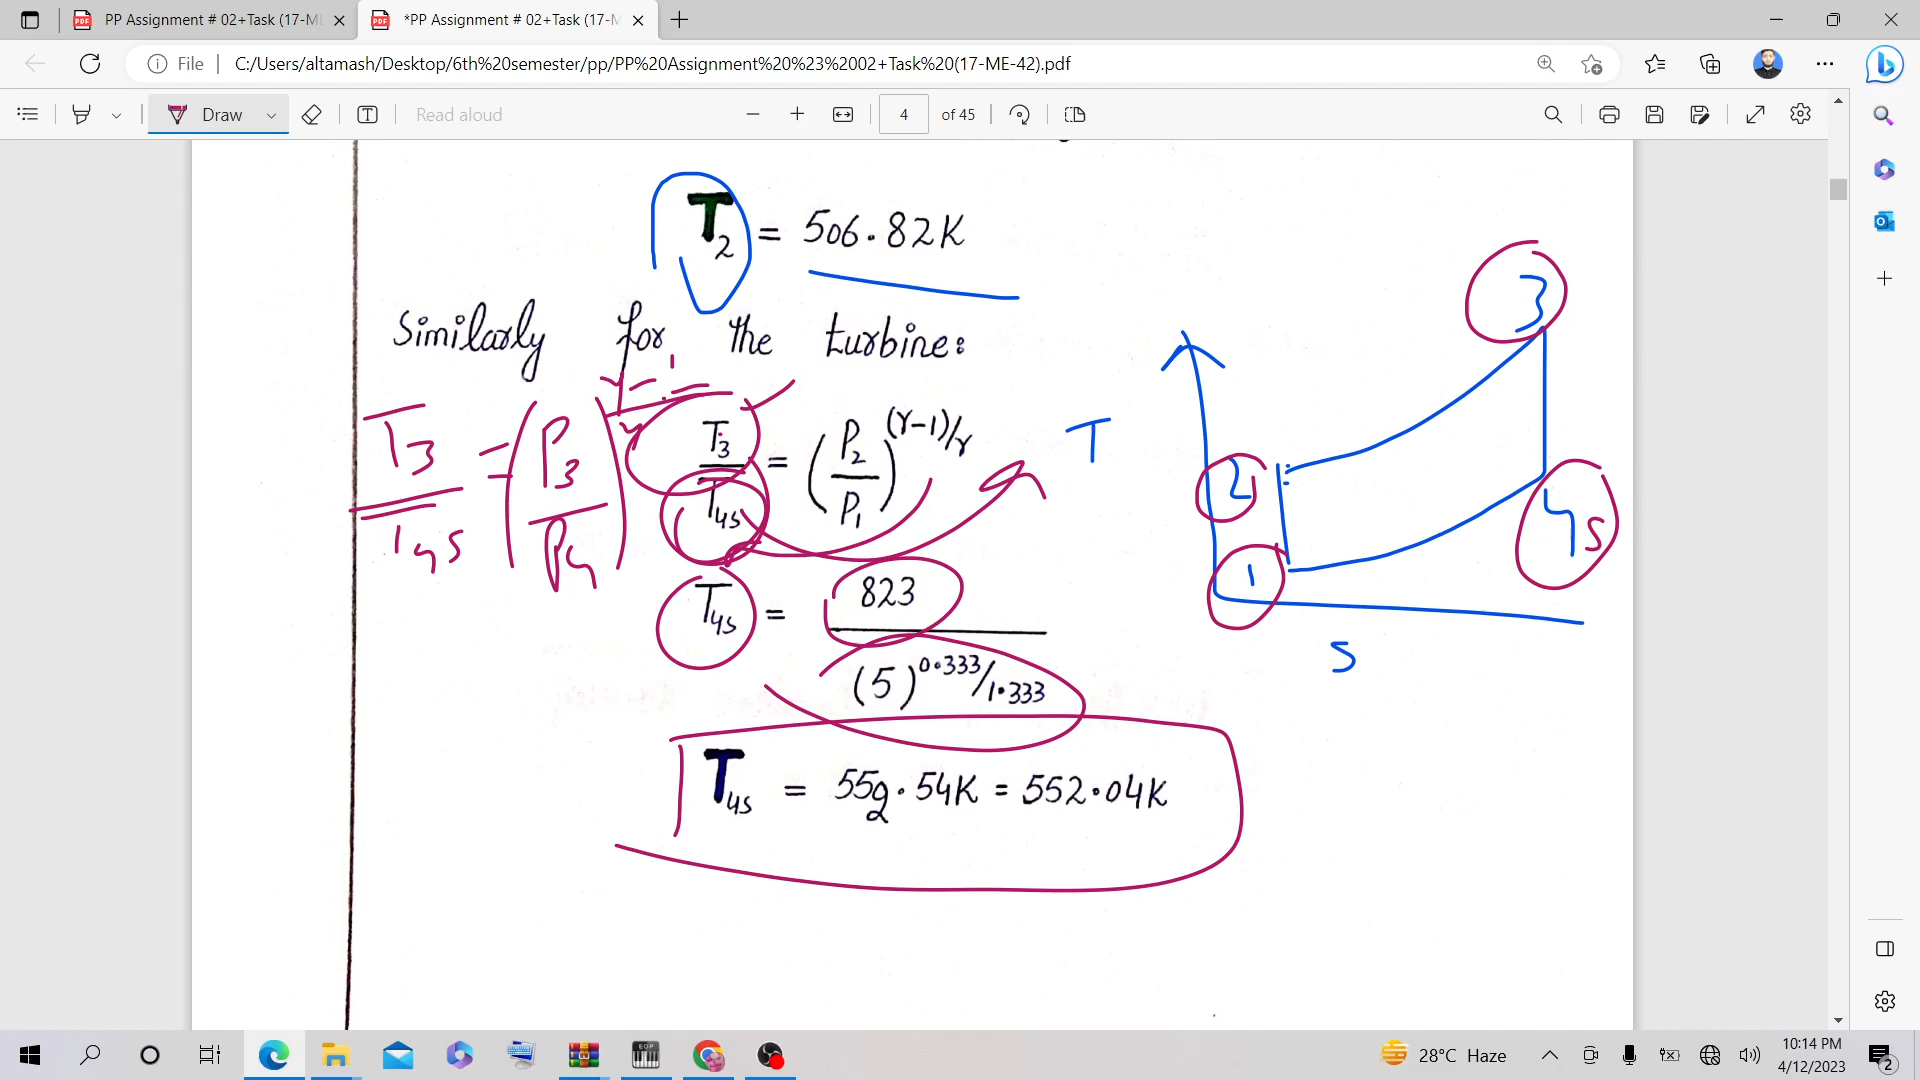 PP Assignment # 02+Task (17-M
*PP Assignment # 02+Task (17-M
File
C:/Users/altamash/Desktop/6th%20semester/pp/PP%20Assignment%20%23%2002+Task%20(17-ME-42).pdf
Draw
Read aloud
4 of 45
T2 = 506.82K
Similarly for the turbine:
T3/T4s = (P3/P4)^(γ-1)/γ
T3/T4s = (P2/P1)^(γ-1)/γ
T4s = 823/(5)^0.333/1.333
T4s = 559.54K = 552.04K
T
3
2
4s
1
S
28°C Haze
10:14 PM
4/12/2023
2